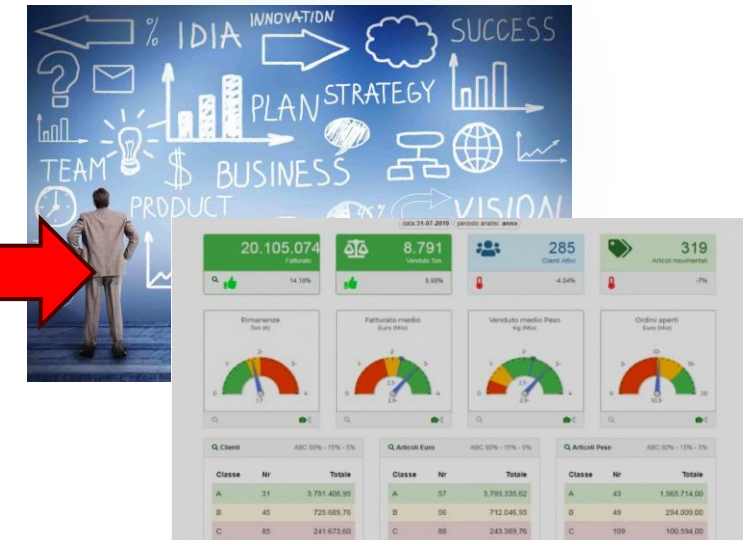 % IDIA INNOVATION SUCCESS
?
PLAN STRATEGY
TEAM $ BUSINESS
PRODUCT VISION
data:31-07-2019 periodo analisi: anno
20.105.074 8.791 285 319
Fatturato Venduto Ton. Clienti Attivi Articoli movimentati
14.18% -4.04% -7%
Rimanenze Fatturato medio Venduto medio Peso Ordini aperti
Ton (K) Euro (Mio) Kg (Mio) Euro (Mio)
Clienti ABC 80% - 15% - 5% Articoli Euro ABC 80% - 15% - 5% Articoli Peso ABC 80% - 15% - 5%
Classe Nr Totale Classe Nr Totale Classe Nr Totale
A 31 3.781.408,95 A 57 3.793.335,62 A 43 1.565.714,00
B 45 725.689,76 B 56 712.046,93 B 49 294.009,00
C 85 241.673,60 C 88 243.389,76 C 109 100.594,00